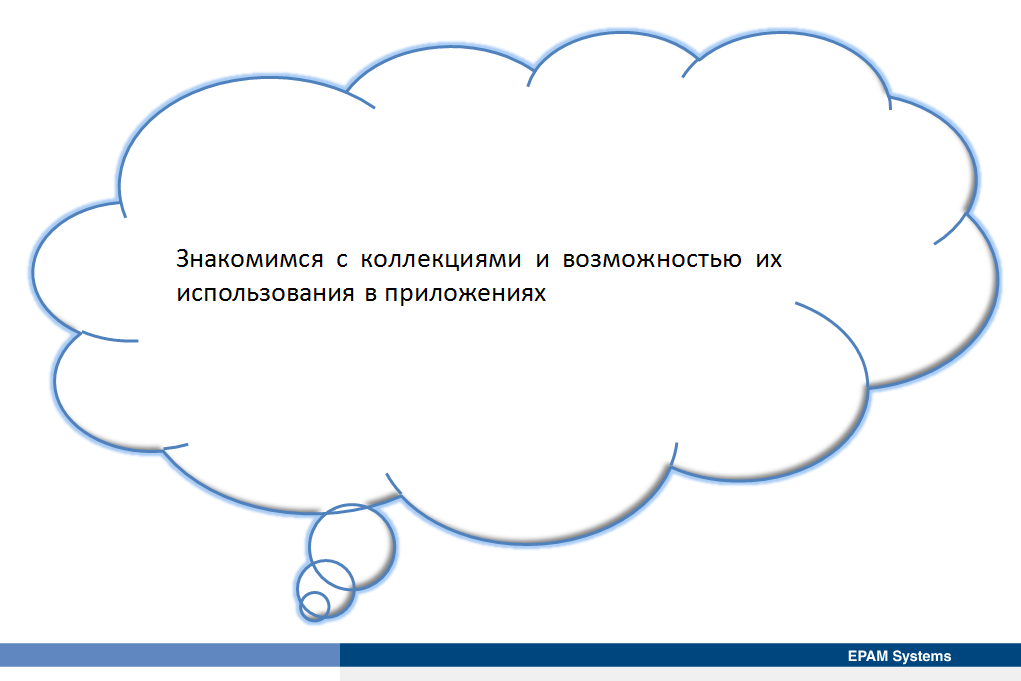 Знакомимся с коллекциями и возможностью их
использования в приложениях
EPAM Systems